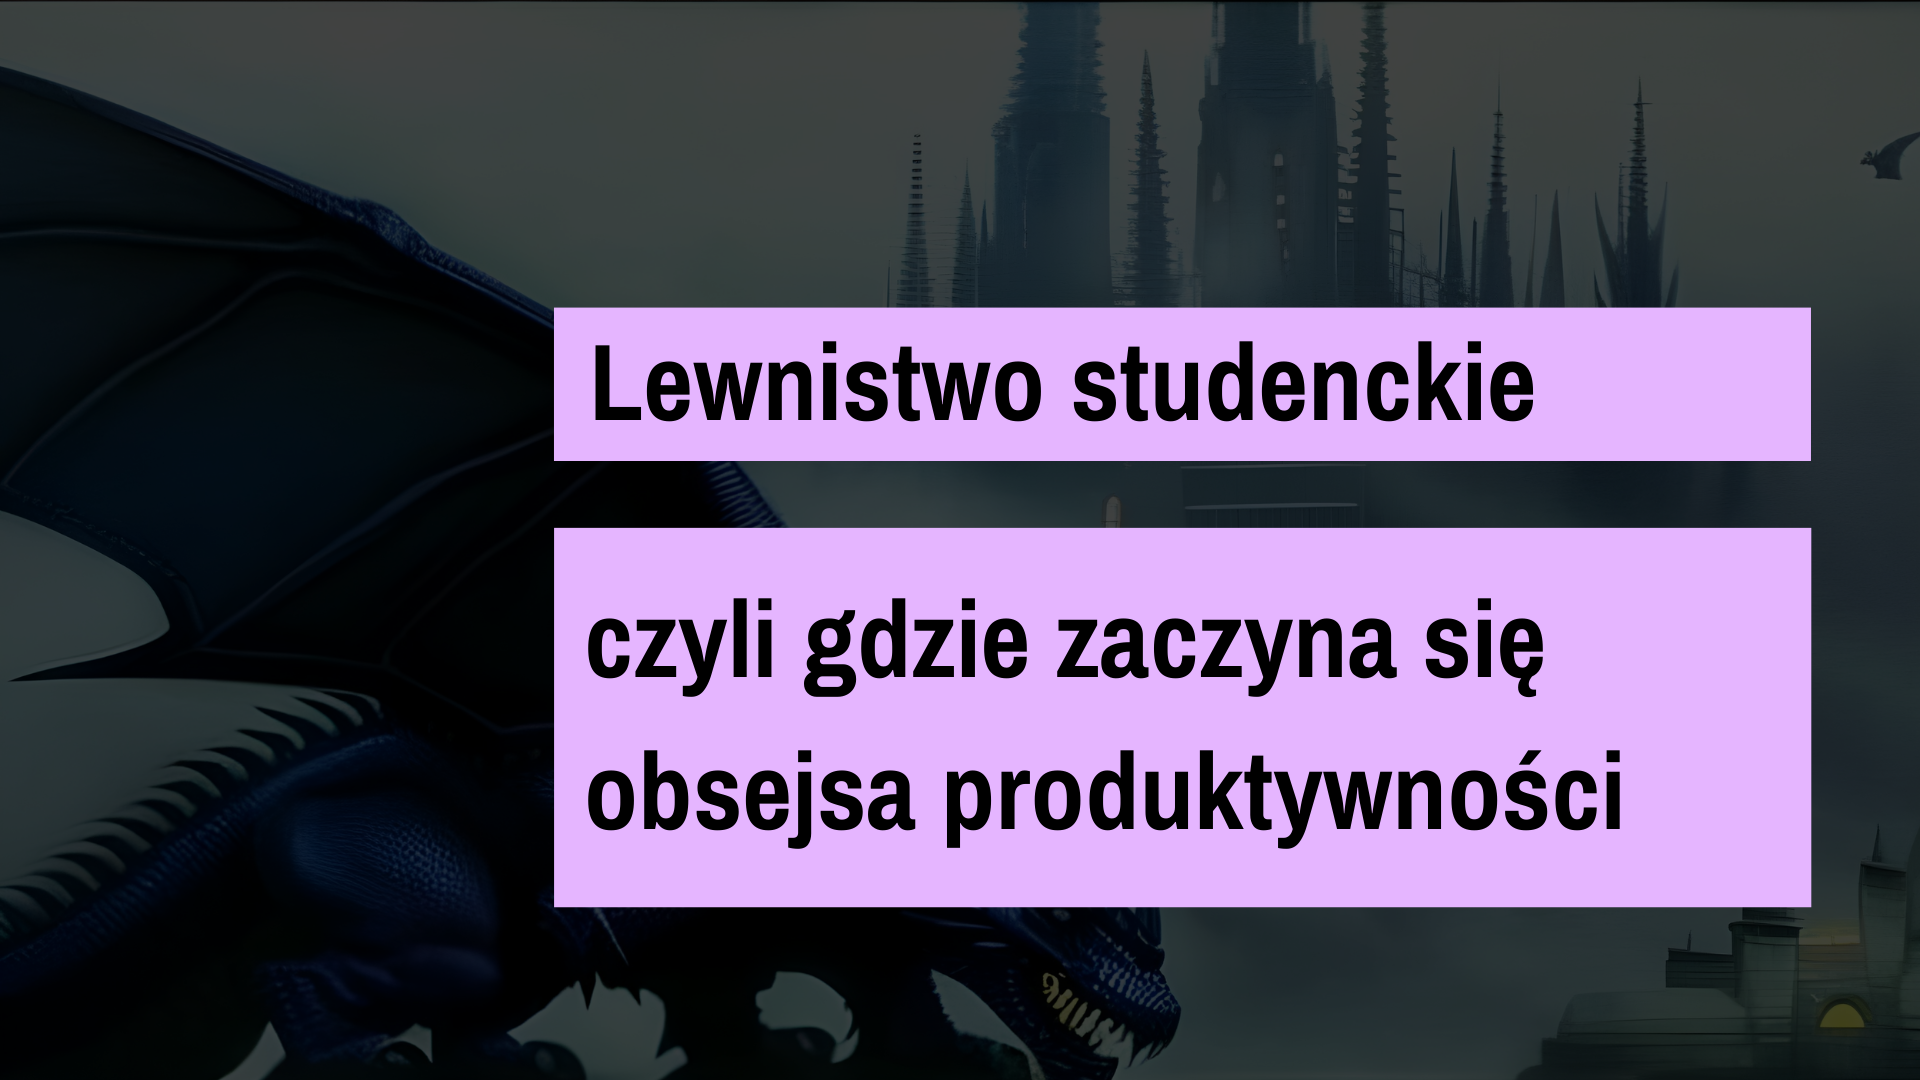 Lewnistwo studenckie
czyli gdzie zaczyna się
obsejsa produktywności